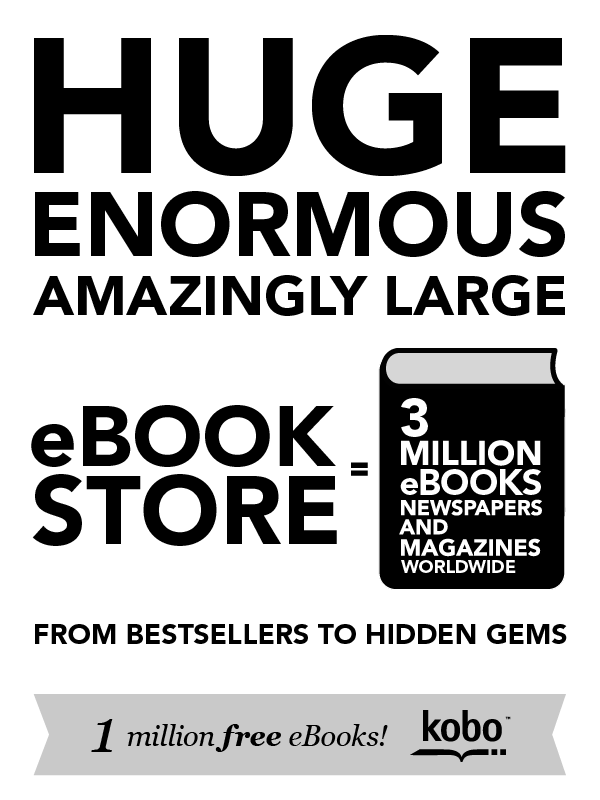 HUGE
ENORMOUS
AMAZINGLY LARGE
eBOOK
STORE
=
3
MILLION
eBOOKS
NEWSPAPERS
AND
MAGAZINES
WORLDWIDE
FROM BESTSELLERS TO HIDDEN GEMS
1 million free eBooks!
kobo™